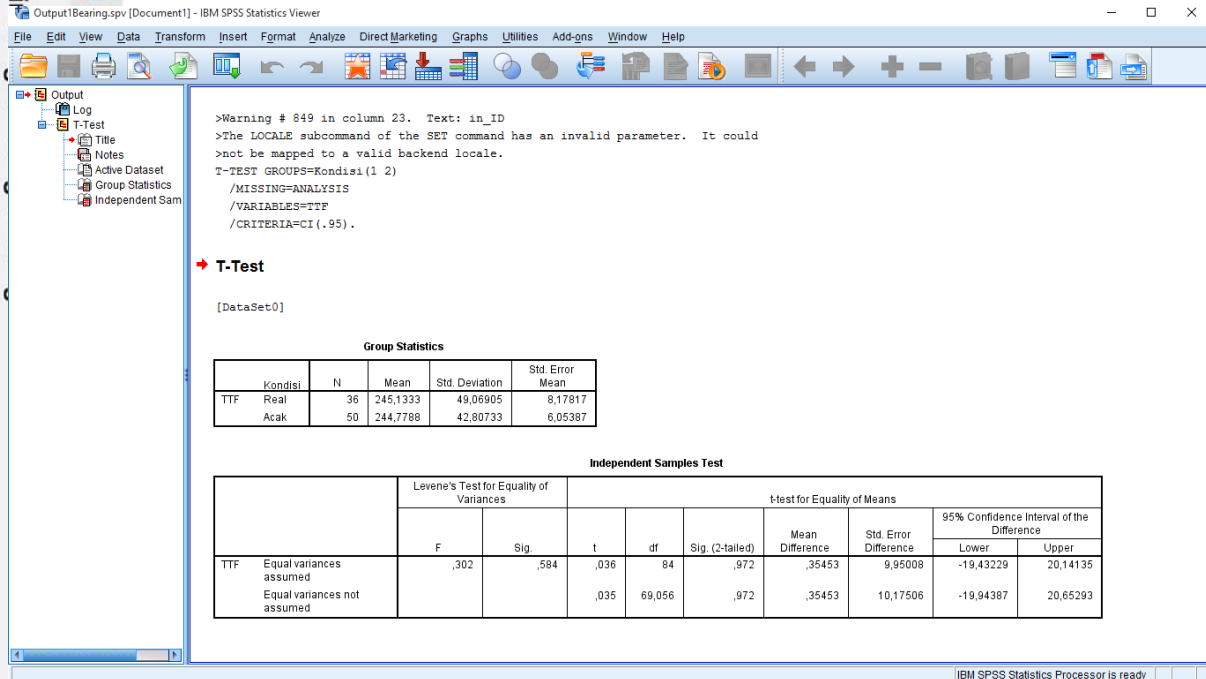 Output1Bearing.spv [Document1] - IBM SPSS Statistics Viewer
File Edit View Data Transform Insert Format Analyze Direct Marketing Graphs Utilities Add-ons Window Help
Output
Log
T-Test
Title
Notes
Active Dataset
Group Statistics
Independent Sam
>Warning # 849 in column 23. Text: in_ID
>The LOCALE subcommand of the SET command has an invalid parameter. It could
>not be mapped to a valid backend locale.
T-TEST GROUPS=Kondisi(1 2)
/MISSING=ANALYSIS
/VARIABLES=TTF
/CRITERIA=CI(.95).
T-Test
[DataSet0]
Group Statistics
Kondisi N Mean Std. Deviation Std. Error Mean
TTF Real 36 245,1333 49,06905 8,17817
Acak 50 244,7788 42,80733 6,05387
Independent Samples Test
Levene's Test for Equality of Variances t-test for Equality of Means
95% Confidence Interval of the Difference
F Sig. t df Sig. (2-tailed) Mean Difference Std. Error Difference Lower Upper
TTF Equal variances assumed ,302 ,584 ,036 84 ,972 ,35453 9,95008 -19,43229 20,14135
Equal variances not assumed ,035 69,056 ,972 ,35453 10,17506 -19,94387 20,65293
IBM SPSS Statistics Processor is ready